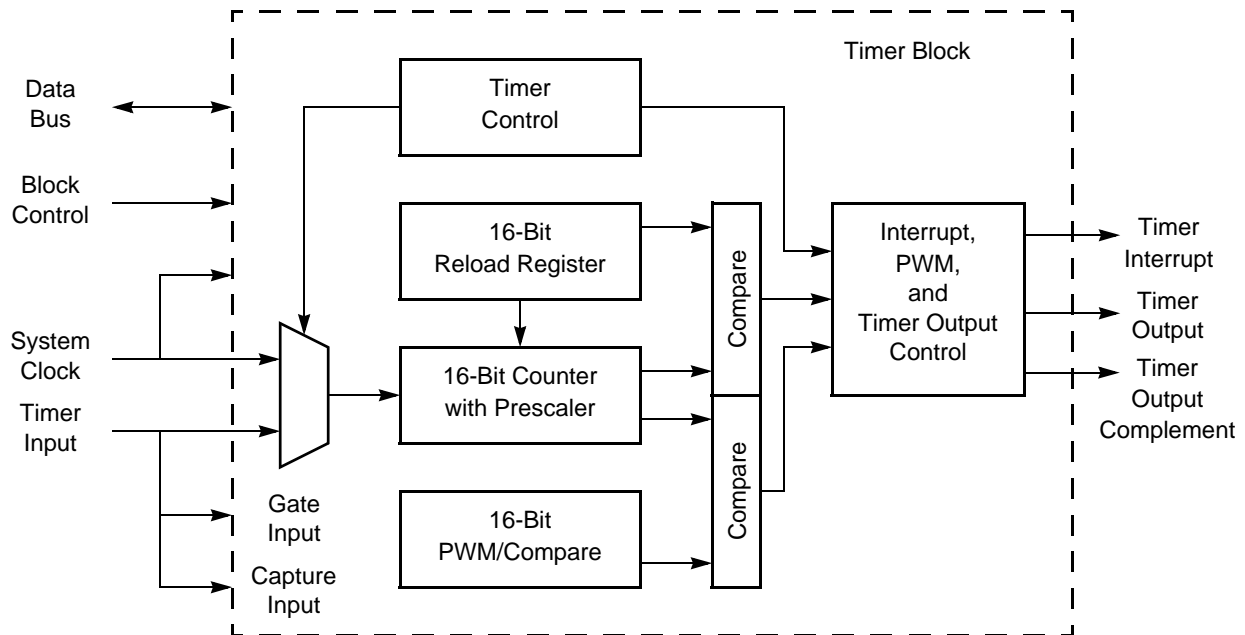 Timer Block
Data
Bus
Timer
Control
Block
Control
16-Bit
Reload Register
Compare
Interrupt,
PWM,
and
Timer Output
Control
Timer
Interrupt
Timer
Output
Timer
Output
Complement
System
Clock
16-Bit Counter
with Prescaler
Timer
Input
Compare
Gate
Input
16-Bit
PWM/Compare
Capture
Input